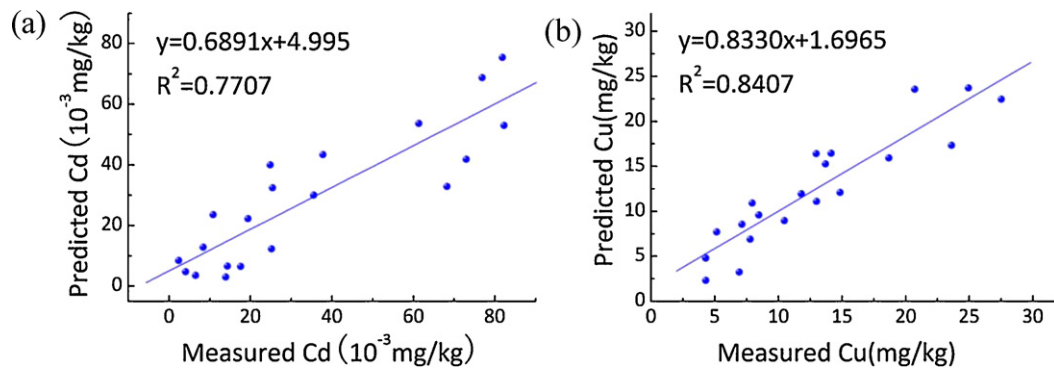 (a)
y=0.6891x+4.995
R²=0.7707
Predicted Cd (10⁻³ mg/kg)
80
60
40
20
0
0 20 40 60 80
Measured Cd (10⁻³mg/kg)
(b)
y=0.8330x+1.6965
R²=0.8407
Predicted Cu(mg/kg)
30
25
20
15
10
5
0
0 5 10 15 20 25 30
Measured Cu(mg/kg)